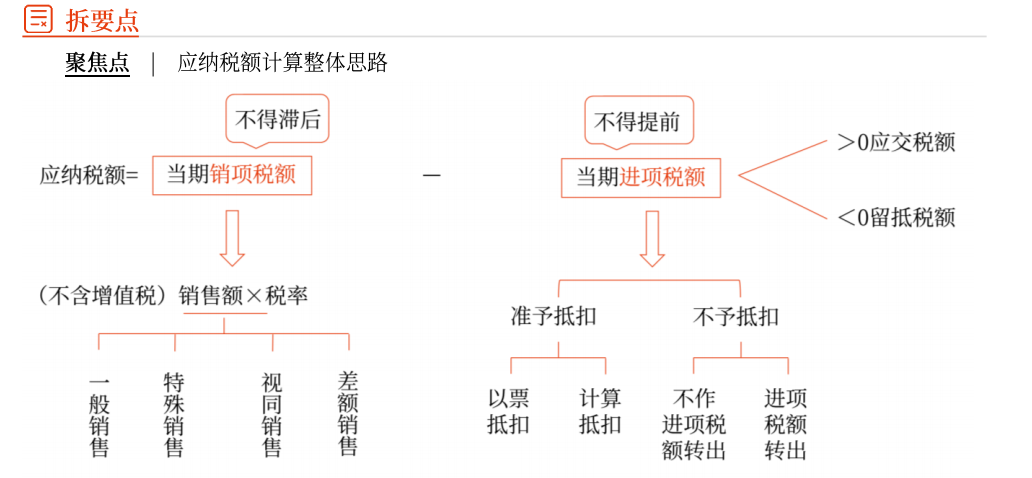 拆要点
聚焦点 | 应纳税额计算整体思路
不得滞后
不得提前
应纳税额=
当期销项税额
—
当期进项税额
＞0应交税额
＜0留抵税额
（不含增值税）销售额×税率
一般销售
特殊销售
视同销售
差额销售
准予抵扣
不予抵扣
以票
抵扣
计算
抵扣
不作
进项税
额转出
进项
税额
转出